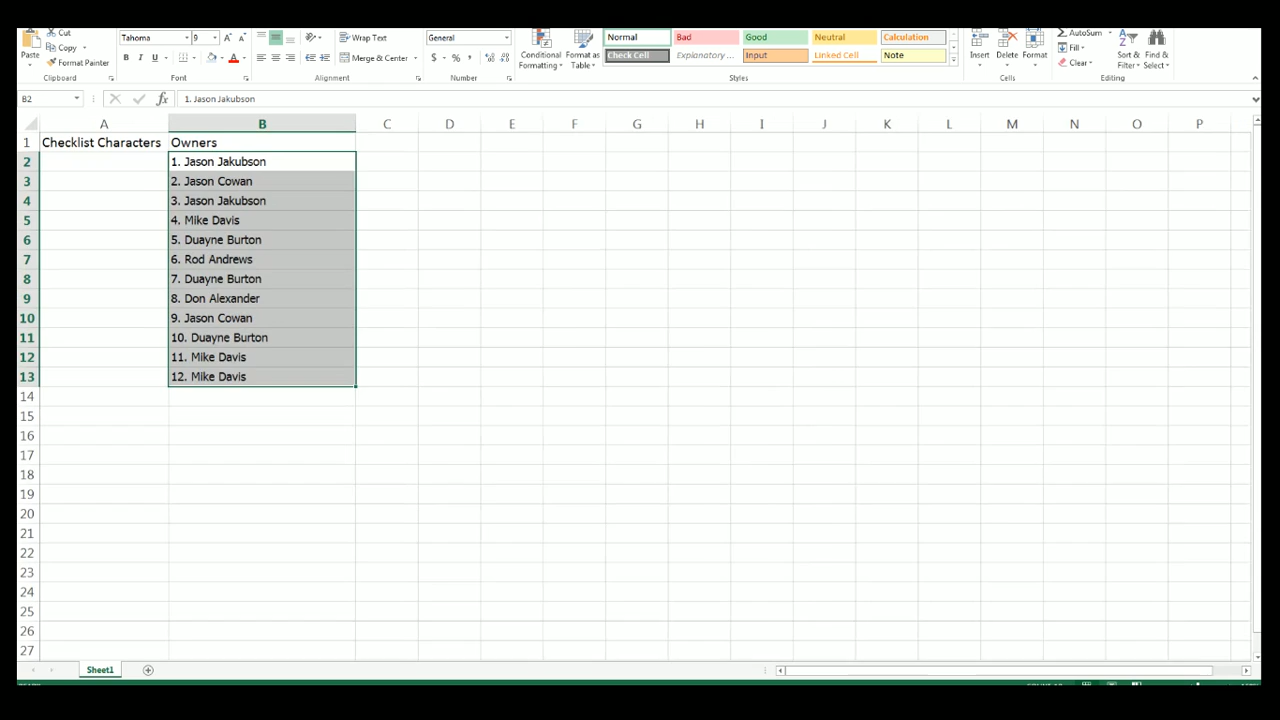 Cut
Copy
Format Painter
Paste
Clipboard
Tahoma 9
B I U
Font
Wrap Text
Merge & Center
Alignment
General
$ % ,
Number
Conditional Formatting
Format as Table
Normal Bad Good Neutral Calculation
Check Cell Explanatory ... Input Linked Cell Note
Styles
Insert Delete Format
Cells
AutoSum
Fill
Clear
Sort & Filter
Find & Select
Editing
B2 fx 1. Jason Jakubson
A B C D E F G H I J K L M N O P
1 Checklist Characters Owners
2 1. Jason Jakubson
3 2. Jason Cowan
4 3. Jason Jakubson
5 4. Mike Davis
6 5. Duayne Burton
7 6. Rod Andrews
8 7. Duayne Burton
9 8. Don Alexander
10 9. Jason Cowan
11 10. Duayne Burton
12 11. Mike Davis
13 12. Mike Davis
14
15
16
17
18
19
20
21
22
23
24
25
26
27
Sheet1